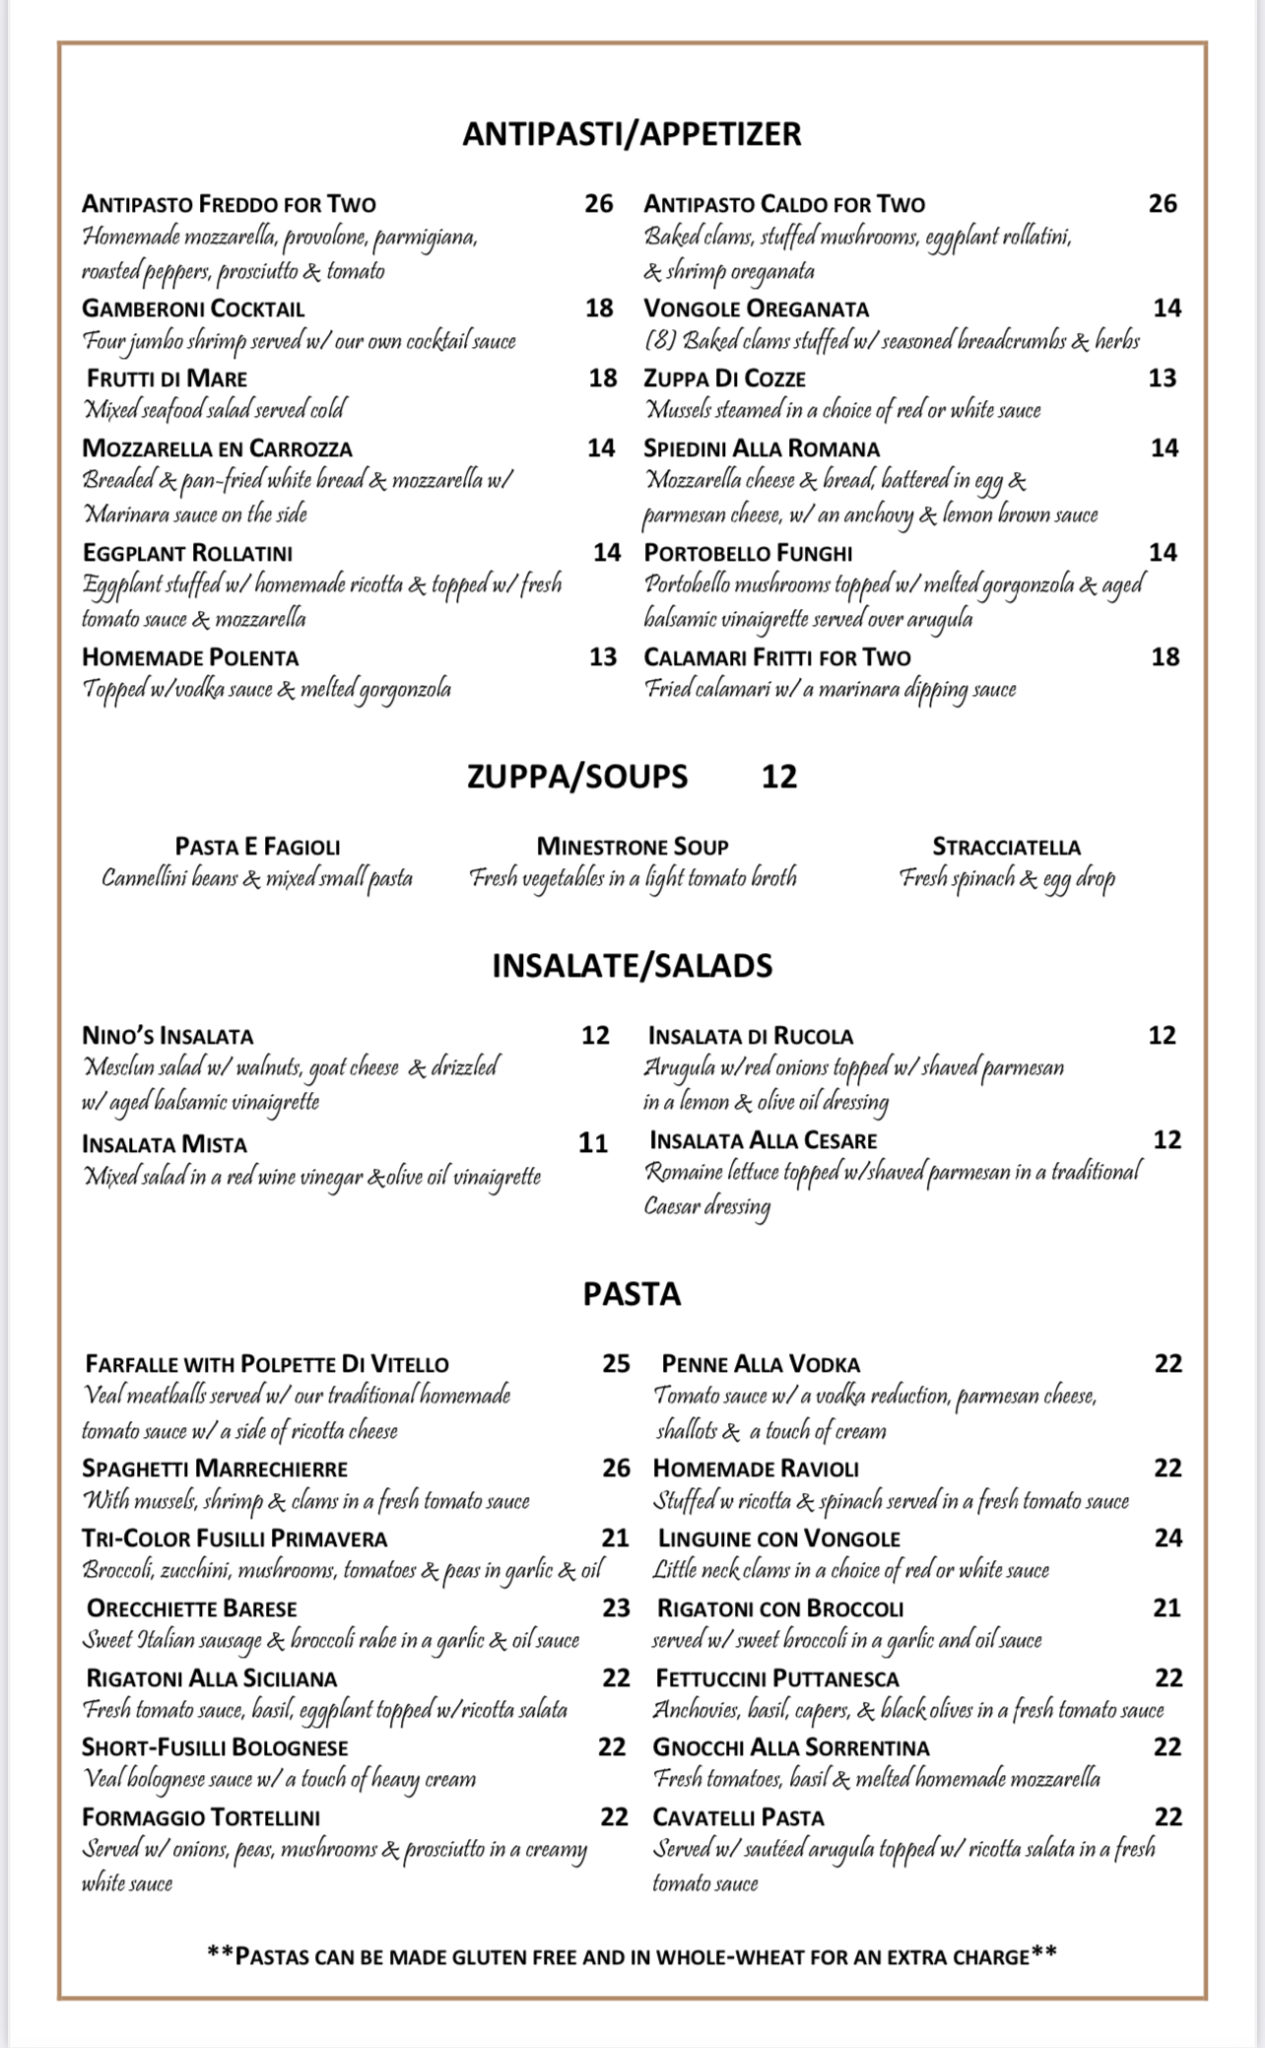 ANTIPASTI/APPETIZER
ANTIPASTO FREDDO FOR TWO 26
Homemade mozzarella, provolone, parmigiana,
roasted peppers, prosciutto & tomato
GAMBERONI COCKTAIL 18
Four jumbo shrimp served w/ our own cocktail sauce
FRUTTI DI MARE 18
Mixed seafood salad served cold
MOZZARELLA EN CARROZZA 14
Breaded & pan-fried white bread & mozzarella w/
Marinara sauce on the side
EGGPLANT ROLLATINI 14
Eggplant stuffed w/ homemade ricotta & topped w/ fresh
tomato sauce & mozzarella
HOMEMADE POLENTA 13
Topped w/vodka sauce & melted gorgonzola
ANTIPASTO CALDO FOR TWO 26
Baked clams, stuffed mushrooms, eggplant rollatini,
& shrimp oreganata
VONGOLE OREGANATA 14
(8) Baked clams stuffed w/ seasoned breadcrumbs & herbs
ZUPPA DI COZZE 13
Mussels steamed in a choice of red or white sauce
SPIEDINI ALLA ROMANA 14
Mozzarella cheese & bread, battered in egg &
parmesan cheese, w/ an anchovy & lemon brown sauce
PORTOBELLO FUNGHI 14
Portobello mushrooms topped w/ melted gorgonzola & aged
balsamic vinaigrette served over arugula
CALAMARI FRITTI FOR TWO 18
Fried calamari w/ a marinara dipping sauce
ZUPPA/SOUPS 12
PASTA E FAGIOLI
Cannellini beans & mixed small pasta
MINESTRONE SOUP
Fresh vegetables in a light tomato broth
STRACCIATELLA
Fresh spinach & egg drop
INSALATE/SALADS
NINO'S INSALATA 12
Mesclun salad w/ walnuts, goat cheese & drizzled
w/ aged balsamic vinaigrette
INSALATA MISTA 11
Mixed salad in a red wine vinegar &olive oil vinaigrette
INSALATA DI RUCOLA 12
Arugula w/red onions topped w/ shaved parmesan
in a lemon & olive oil dressing
INSALATA ALLA CESARE 12
Romaine lettuce topped w/shaved parmesan in a traditional
Caesar dressing
PASTA
FARFALLE WITH POLPETTE DI VITELLO 25
Veal meatballs served w/ our traditional homemade
tomato sauce w/ a side of ricotta cheese
SPAGHETTI MARRECHIERRE 26
With mussels, shrimp & clams in a fresh tomato sauce
TRI-COLOR FUSILLI PRIMAVERA 21
Broccoli, zucchini, mushrooms, tomatoes & peas in garlic & oil
ORECCHIETTE BARESE 23
Sweet Italian sausage & broccoli rabe in a garlic & oil sauce
RIGATONI ALLA SICILIANA 22
Fresh tomato sauce, basil, eggplant topped w/ricotta salata
SHORT-FUSILLI BOLOGNESE 22
Veal bolognese sauce w/ a touch of heavy cream
FORMAGGIO TORTELLINI 22
Served w/ onions, peas, mushrooms & prosciutto in a creamy
white sauce
PENNE ALLA VODKA 22
Tomato sauce w/ a vodka reduction, parmesan cheese,
shallots & a touch of cream
HOMEMADE RAVIOLI 22
Stuffed w ricotta & spinach served in a fresh tomato sauce
LINGUINE CON VONGOLE 24
Little neck clams in a choice of red or white sauce
RIGATONI CON BROCCOLI 21
served w/ sweet broccoli in a garlic and oil sauce
FETTUCCINI PUTTANESCA 22
Anchovies, basil, capers, & black olives in a fresh tomato sauce
GNOCCHI ALLA SORRENTINA 22
Fresh tomatoes, basil & melted homemade mozzarella
CAVATELLI PASTA 22
Served w/ sautéed arugula topped w/ ricotta salata in a fresh
tomato sauce
**PASTAS CAN BE MADE GLUTEN FREE AND IN WHOLE-WHEAT FOR AN EXTRA CHARGE**